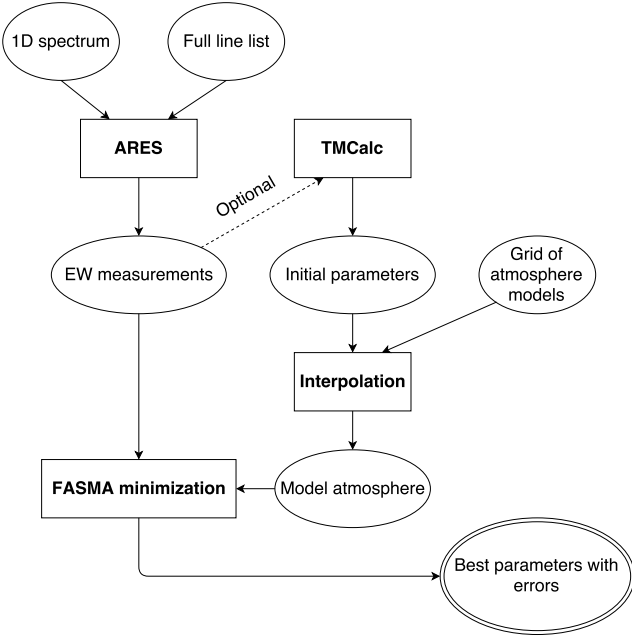 1D spectrum
Full line list
ARES
TMCalc
Optional
EW measurements
Initial parameters
Grid of
atmosphere
models
Interpolation
FASMA minimization
Model atmosphere
Best parameters with
errors